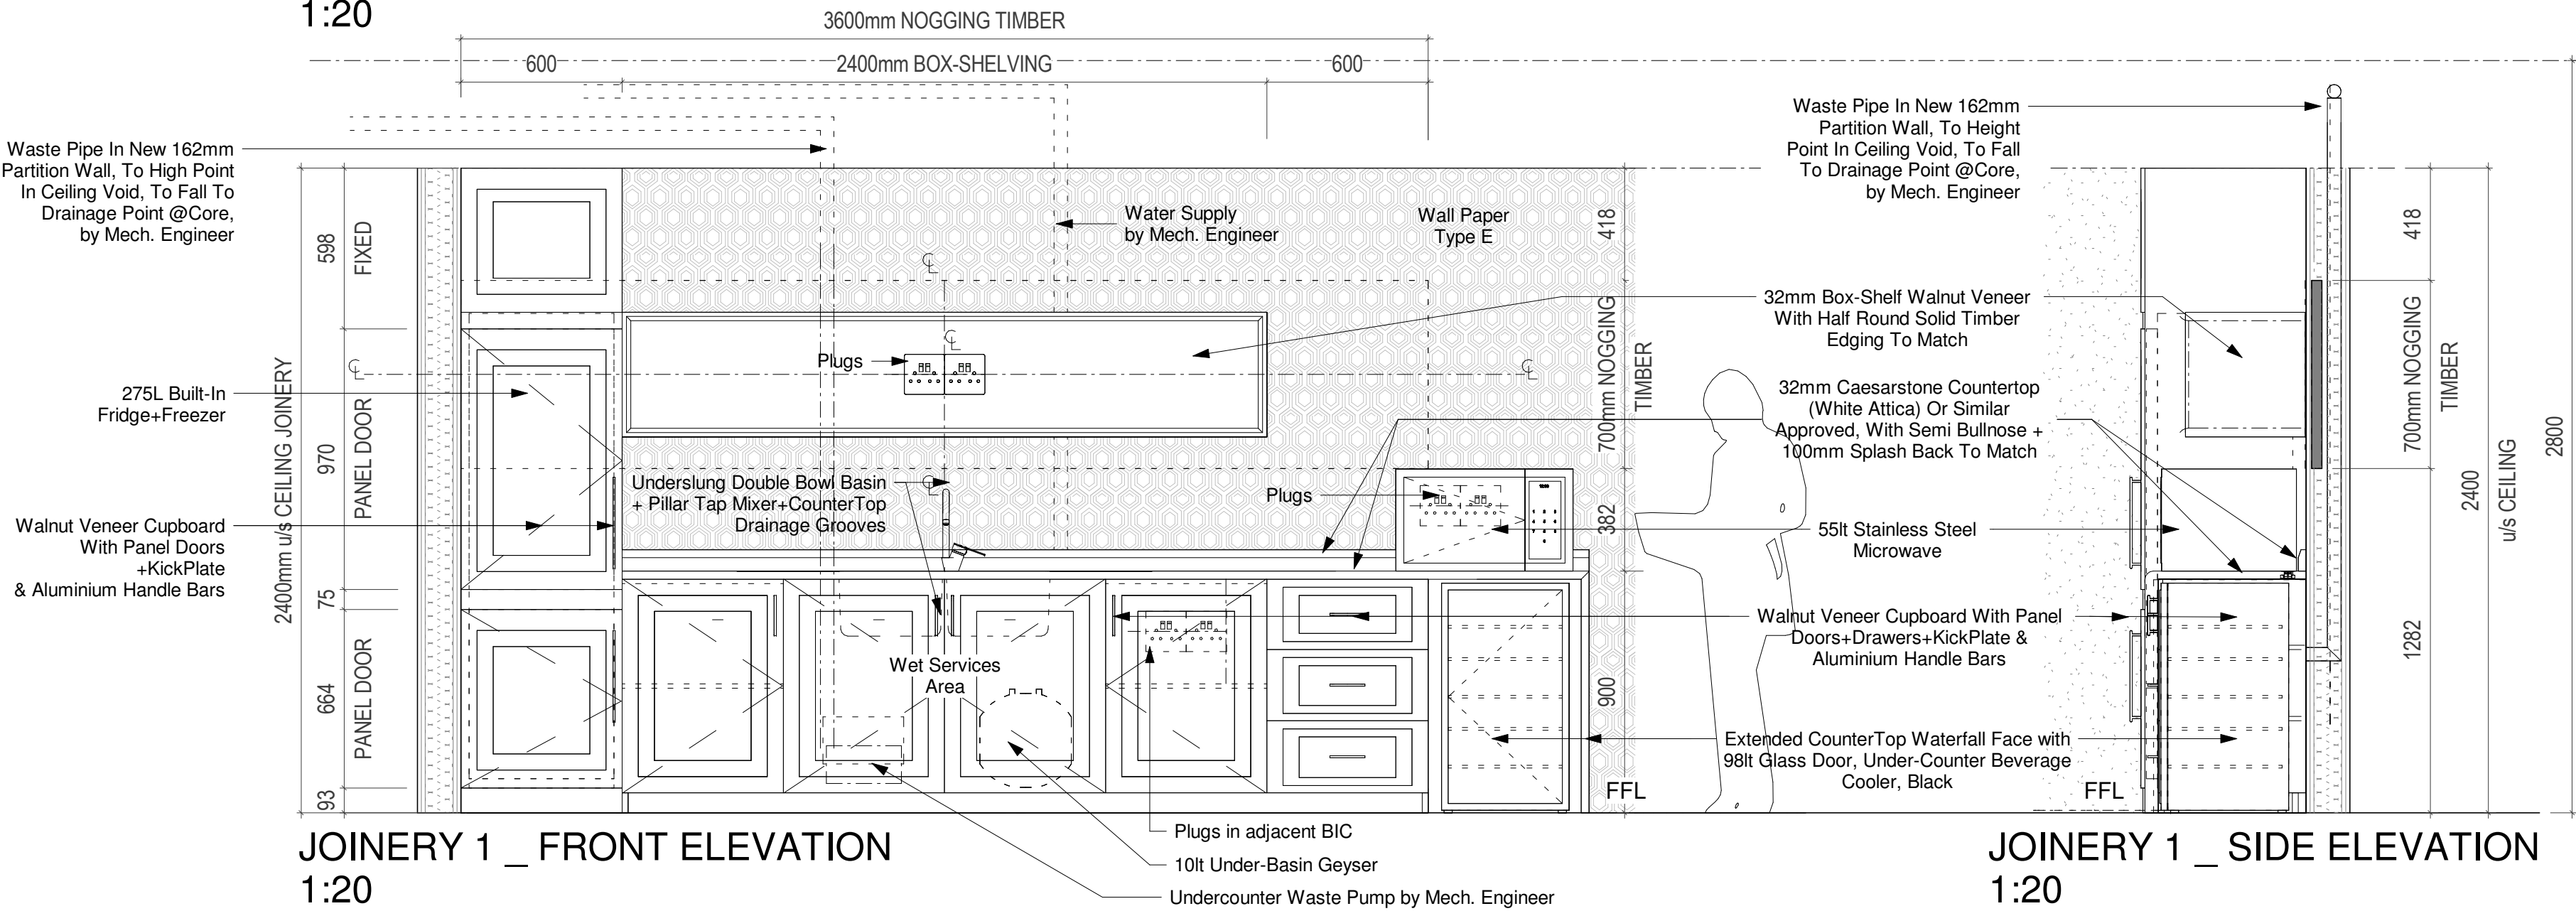 1:20
3600mm NOGGING TIMBER
600
2400mm BOX-SHELVING
600
Waste Pipe In New 162mm
Partition Wall, To High Point
In Ceiling Void, To Fall To
Drainage Point @Core,
by Mech. Engineer
275L Built-In
Fridge+Freezer
Walnut Veneer Cupboard
With Panel Doors
+KickPlate
& Aluminium Handle Bars
2400mm u/s CEILING JOINERY
598
FIXED
970
PANEL DOOR
75
664
PANEL DOOR
93
Water Supply
by Mech. Engineer
Wall Paper
Type E
Plugs
Underslung Double Bowl Basin
+ Pillar Tap Mixer+CounterTop
Drainage Grooves
Plugs
Wet Services
Area
418
700mm NOGGING
TIMBER
382
900
FFL
Plugs in adjacent BIC
10lt Under-Basin Geyser
Undercounter Waste Pump by Mech. Engineer
JOINERY 1 _ FRONT ELEVATION
1:20
Waste Pipe In New 162mm
Partition Wall, To Height
Point In Ceiling Void, To Fall
To Drainage Point @Core,
by Mech. Engineer
32mm Box-Shelf Walnut Veneer
With Half Round Solid Timber
Edging To Match
32mm Caesarstone Countertop
(White Attica) Or Similar
Approved, With Semi Bullnose +
100mm Splash Back To Match
55lt Stainless Steel
Microwave
Walnut Veneer Cupboard With Panel
Doors+Drawers+KickPlate &
Aluminium Handle Bars
Extended CounterTop Waterfall Face with
98lt Glass Door, Under-Counter Beverage
Cooler, Black
FFL
418
700mm NOGGING
TIMBER
1282
2400
u/s CEILING
2800
JOINERY 1 _ SIDE ELEVATION
1:20